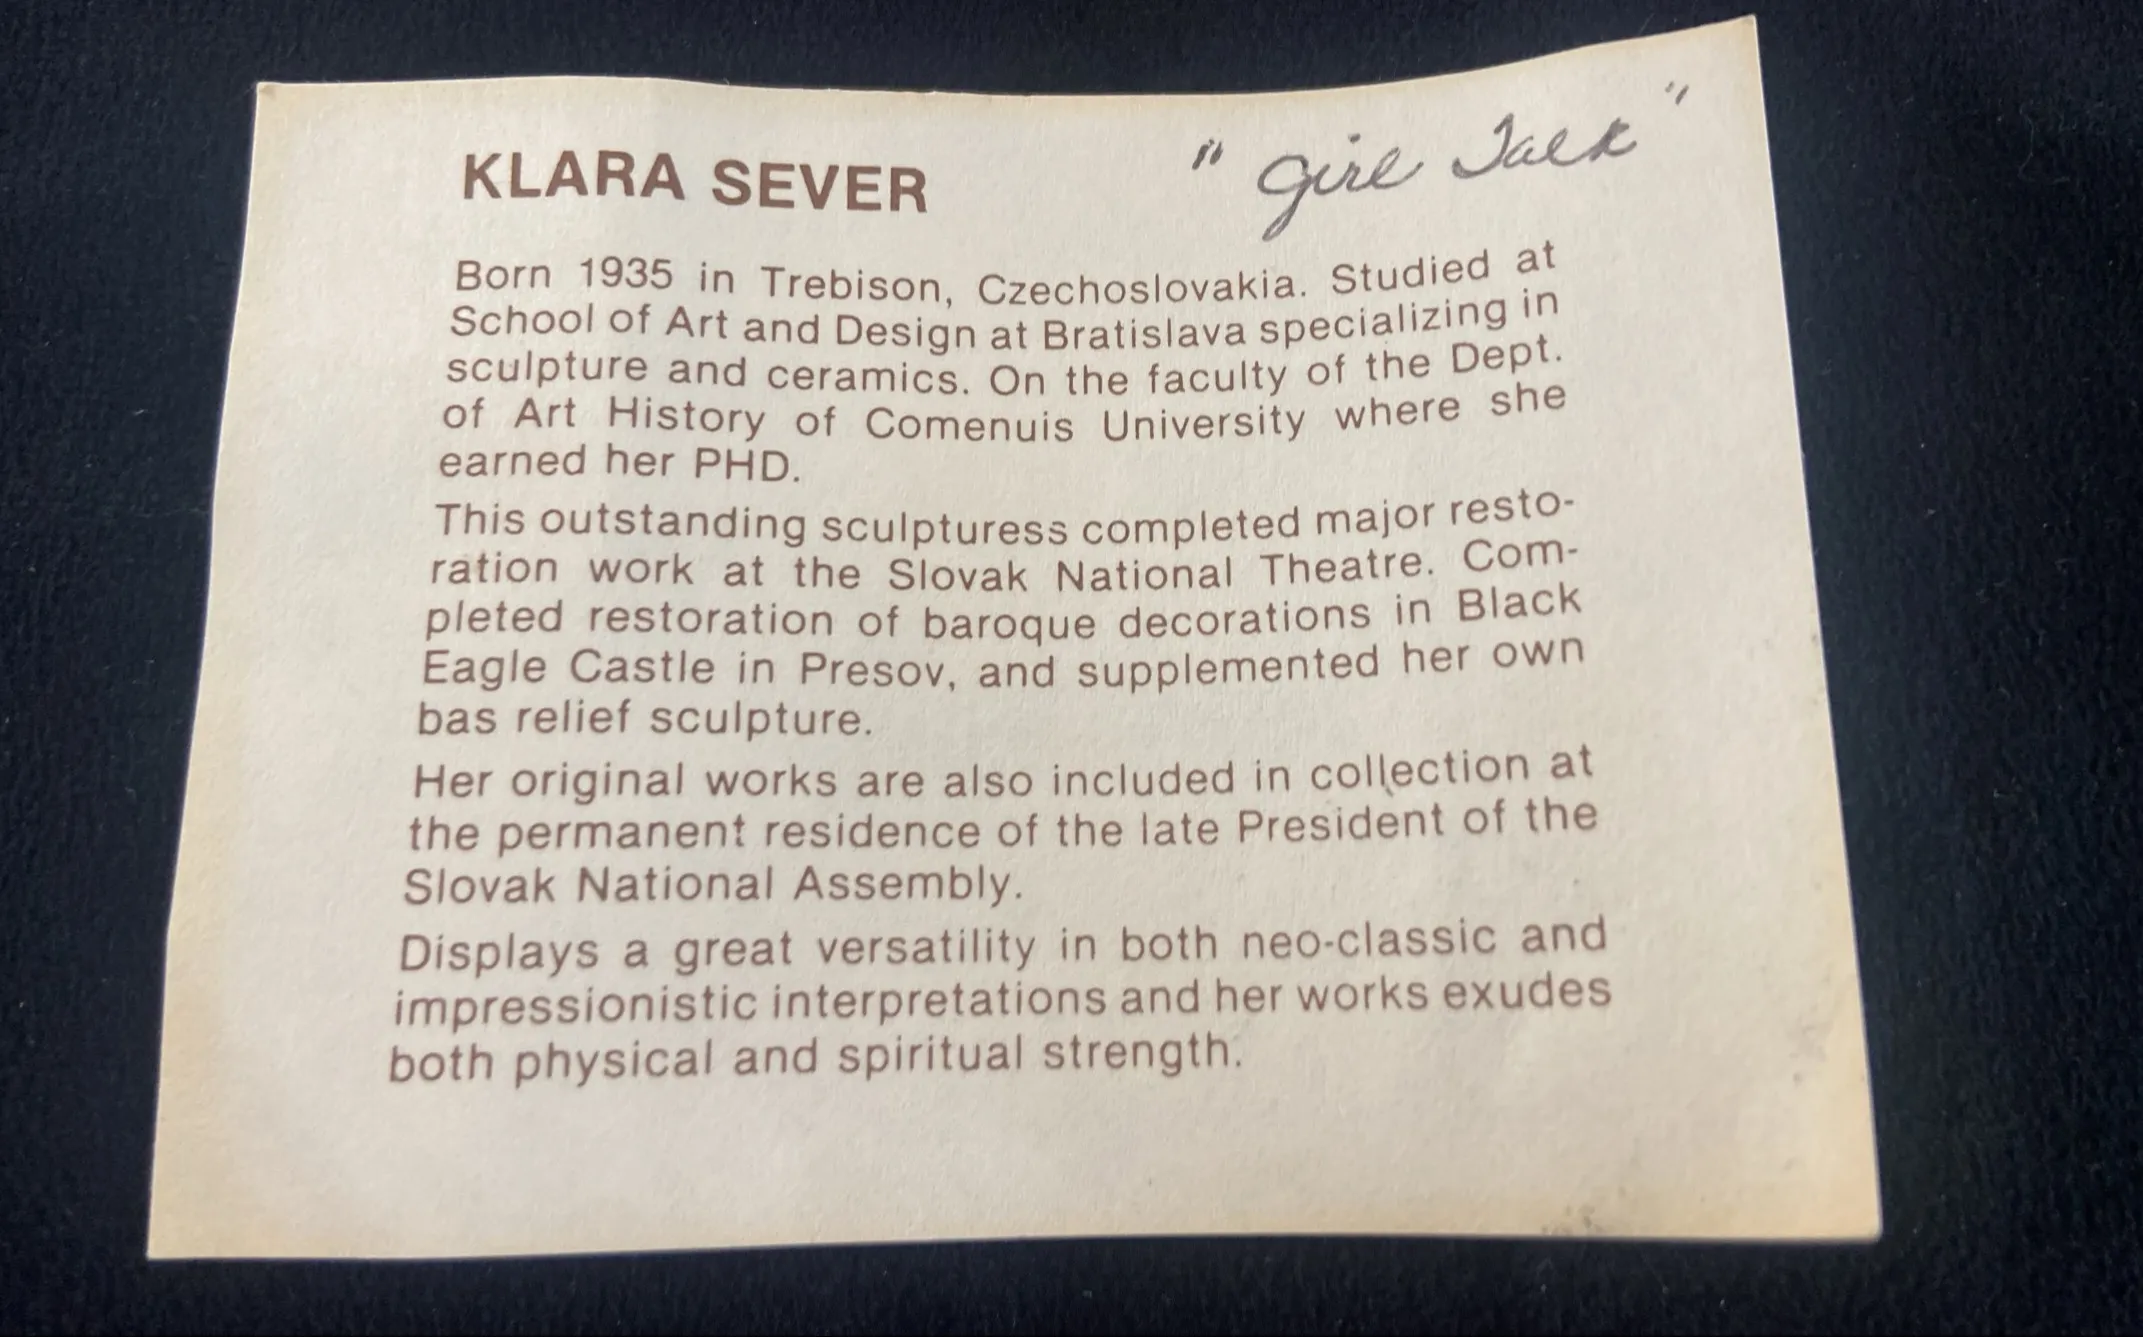 KLARA SEVER
" Girl Talk "
Born 1935 in Trebison, Czechoslovakia. Studied at
School of Art and Design at Bratislava specializing in
sculpture and ceramics. On the faculty of the Dept.
of Art History of Comenuis University where she
earned her PHD.
This outstanding sculpturess completed major resto-
ration work at the Slovak National Theatre. Com-
pleted restoration of baroque decorations in Black
Eagle Castle in Presov, and supplemented her own
bas relief sculpture.
Her original works are also included in collection at
the permanent residence of the late President of the
Slovak National Assembly.
Displays a great versatility in both neo-classic and
impressionistic interpretations and her works exudes
both physical and spiritual strength.